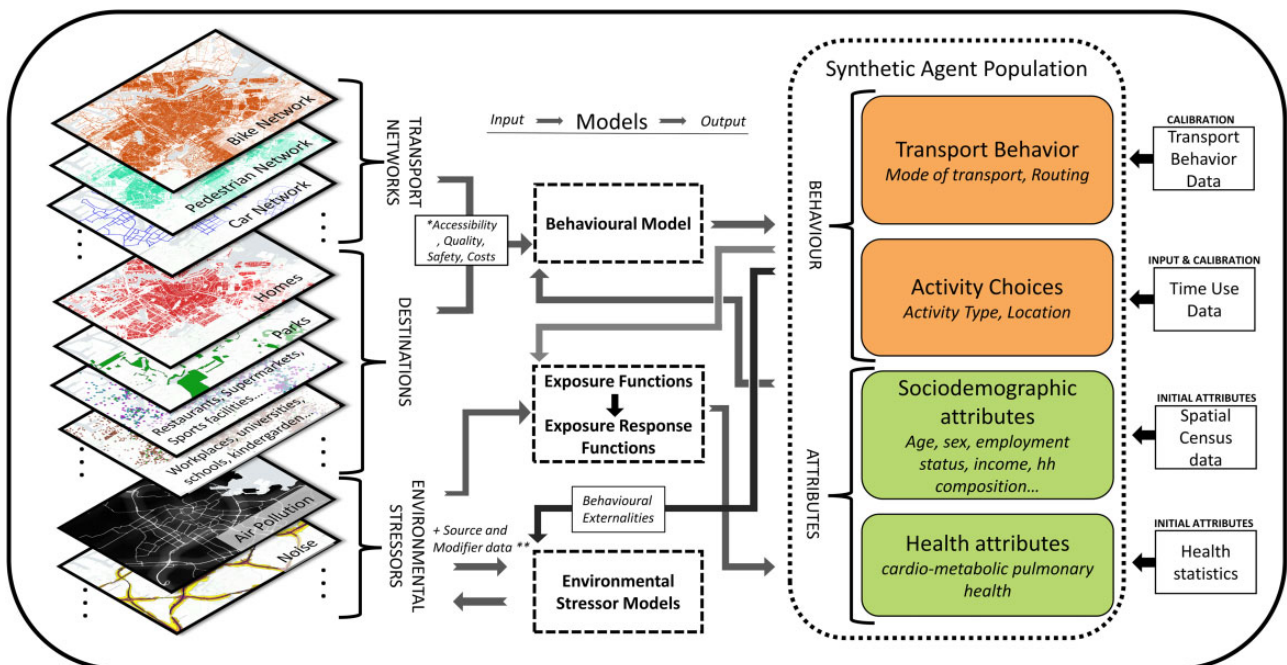 Bike Network
Pedestrian Network
Car Network
Homes
Parks
Restaurants, Supermarkets,
Sports facilities...
Workplaces, universities,
schools, kindergarden...
Air Pollution
Noise
TRANSPORT
NETWORKS
DESTINATIONS
ENVIRONMENTAL
STRESSORS
Input Models Output
*Accessibility
, Quality,
Safety, Costs
Behavioural Model
Exposure Functions
Exposure Response
Functions
Behavioural
Externalities
+ Source and
Modifier data **
Environmental
Stressor Models
Synthetic Agent Population
BEHAVIOUR
ATTRIBUTES
Transport Behavior
Mode of transport, Routing
Activity Choices
Activity Type, Location
Sociodemographic
attributes
Age, sex, employment
status, income, hh
composition...
Health attributes
cardio-metabolic pulmonary
health
CALIBRATION
Transport
Behavior
Data
INPUT & CALIBRATION
Time Use
Data
INITIAL ATTRIBUTES
Spatial
Census
data
INITIAL ATTRIBUTES
Health
statistics